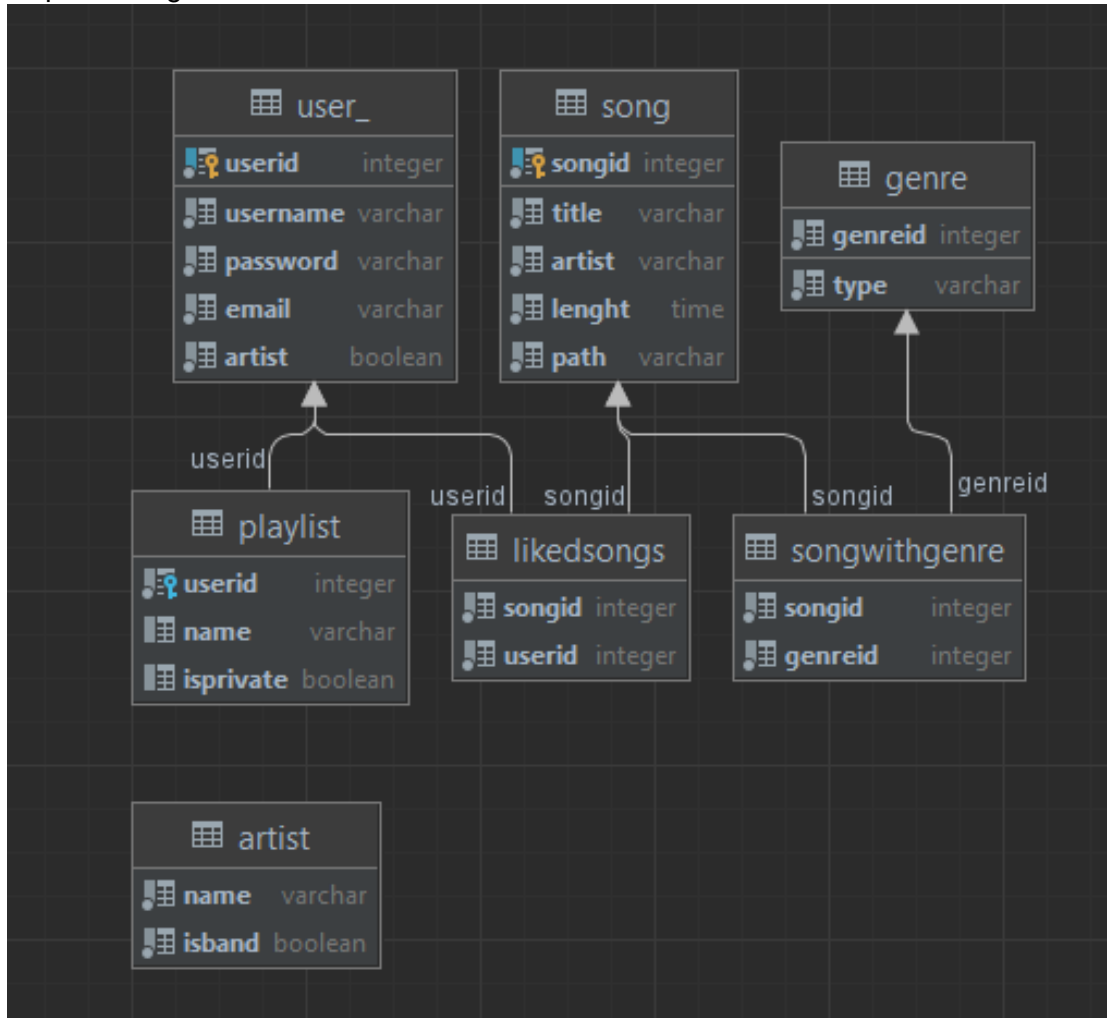 user_
userid integer
username varchar
password varchar
email varchar
artist boolean
song
songid integer
title varchar
artist varchar
lenght time
path varchar
genre
genreid integer
type varchar
userid
userid
songid
songid
genreid
playlist
userid integer
name varchar
isprivate boolean
likedsongs
songid integer
userid integer
songwithgenre
songid integer
genreid integer
artist
name varchar
isband boolean